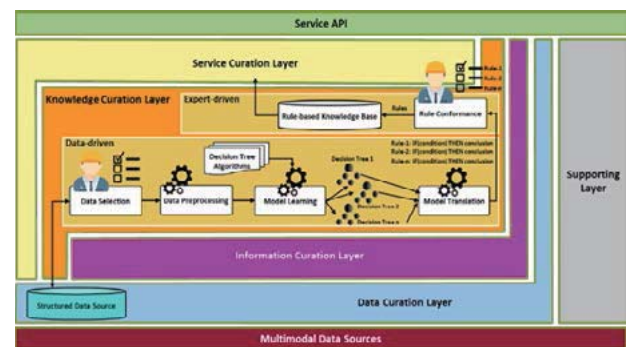 Service API
Service Curation Layer
Rule-1
Rule-2
Rule-n
Knowledge Curation Layer
Expert-driven
Rule-based Knowledge Base
Rules
Rule Conformance
Data-driven
Decision Tree
Algorithms
Decision Tree 1
Rule-1: IF(condition) THEN conclusion
Rule-2: IF(condition) THEN conclusion
Rule-n: IF(condition) THEN conclusion
Data Selection
Data Preprocessing
Model Learning
Decision Tree 2
Decision Tree n
Model Translation
Supporting
Layer
Information Curation Layer
Structured Data Source
Data Curation Layer
Multimodal Data Sources